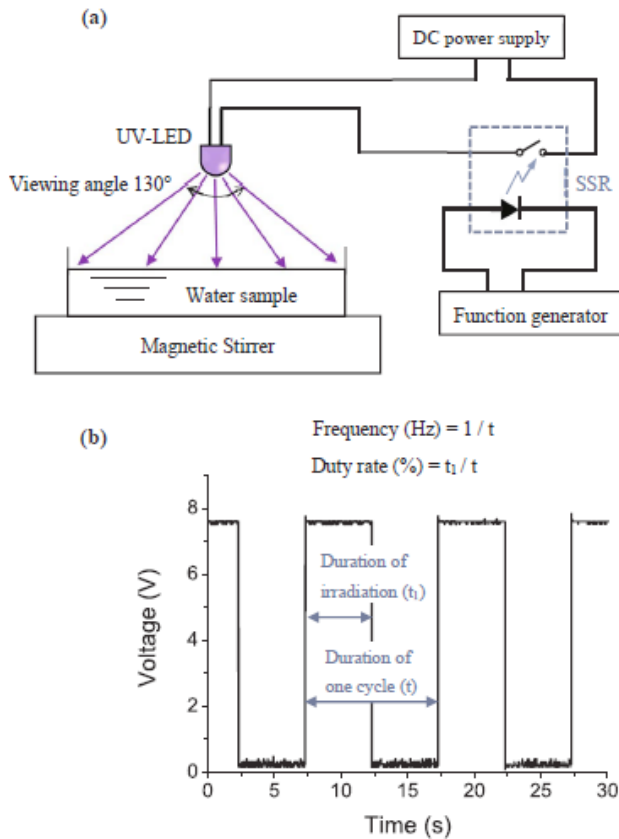 (a)
DC power supply
UV-LED
Viewing angle 130°
SSR
Water sample
Function generator
Magnetic Stirrer
(b)
Frequency (Hz) = 1 / t
Duty rate (%) = t₁ / t
8
6
4
2
0
Voltage (V)
Duration of
irradiation (t₁)
Duration of
one cycle (t)
0 5 10 15 20 25 30
Time (s)